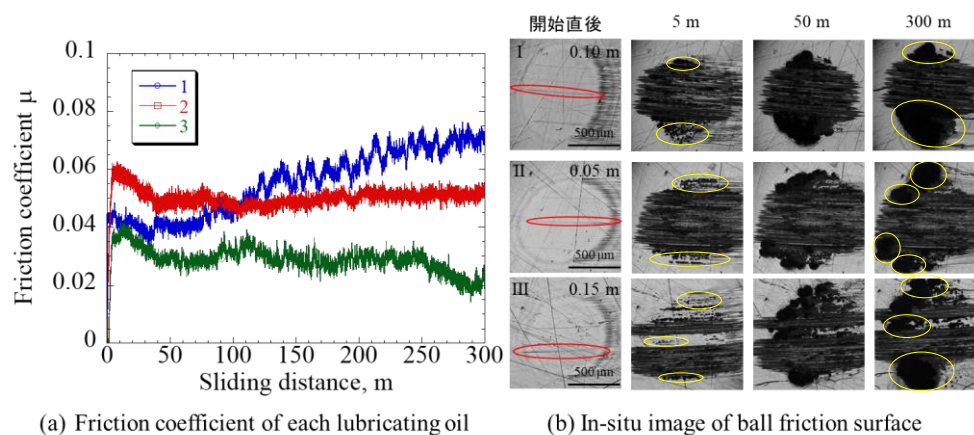 0.1
0.08
0.06
0.04
0.02
0
0 50 100 150 200 250 300
Friction coefficient μ
Sliding distance, m
1
2
3
(a) Friction coefficient of each lubricating oil
開始直後 5 m 50 m 300 m
I 0.10 m
500 μm
II 0.05 m
500 μm
III 0.15 m
500 μm
(b) In-situ image of ball friction surface